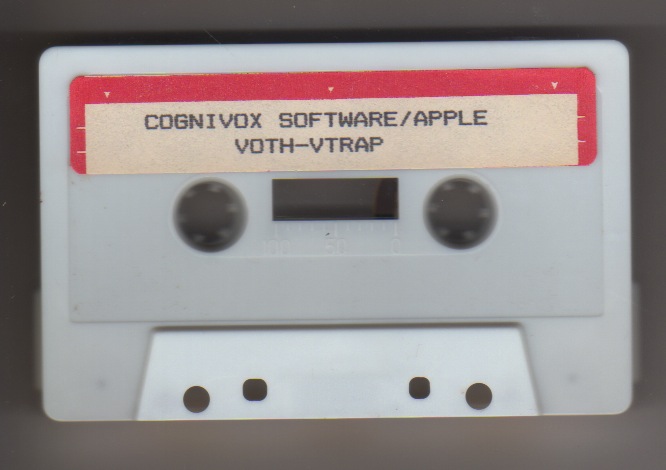 COGNIVOX SOFTWARE/APPLE
VOTH-VTRAP
100 50 0